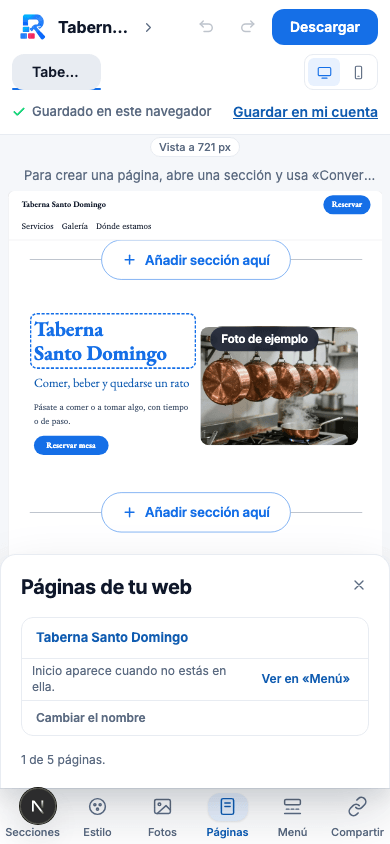 Tabern...
Descargar
Tabe...
Guardado en este navegador
Guardar en mi cuenta
Vista a 721 px
Para crear una página, abre una sección y usa «Conver...
Taberna Santo Domingo
Reservar
Servicios Galería Dónde estamos
+ Añadir sección aquí
Taberna
Santo Domingo
Foto de ejemplo
Comer, beber y quedarse un rato
Pásate a comer o a tomar algo, con tiempo
o de paso.
Reservar mesa
+ Añadir sección aquí
Páginas de tu web
Taberna Santo Domingo
Inicio aparece cuando no estás en
ella.
Ver en «Menú»
Cambiar el nombre
1 de 5 páginas.
N
Secciones Estilo Fotos Páginas Menú Compartir